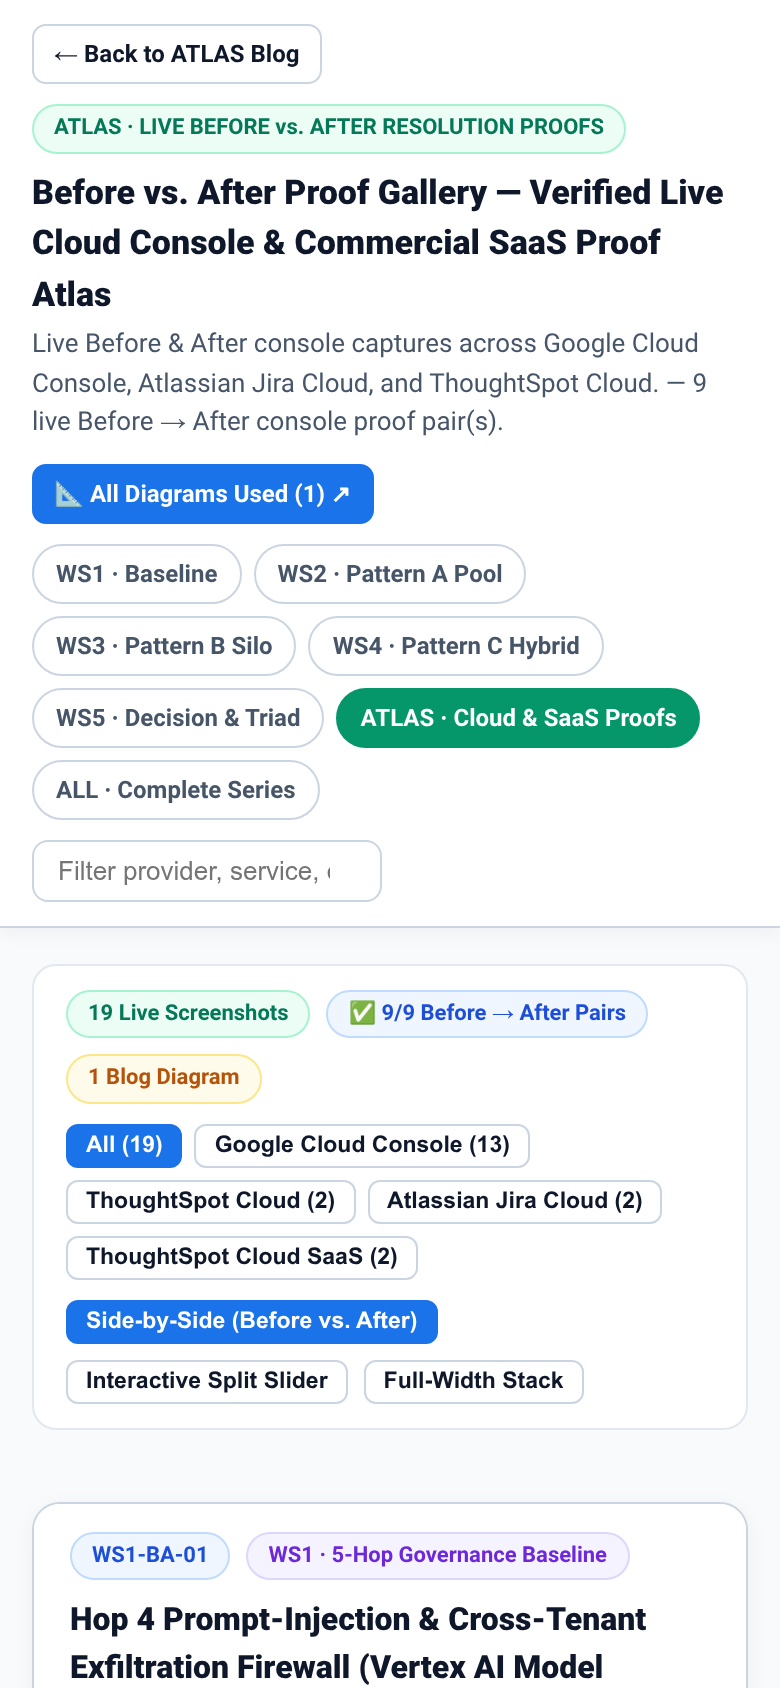 ← Back to ATLAS Blog
ATLAS · LIVE BEFORE vs. AFTER RESOLUTION PROOFS
Before vs. After Proof Gallery — Verified Live
Cloud Console & Commercial SaaS Proof
Atlas
Live Before & After console captures across Google Cloud
Console, Atlassian Jira Cloud, and ThoughtSpot Cloud. — 9
live Before → After console proof pair(s).
📐 All Diagrams Used (1) ↗
WS1 · Baseline
WS2 · Pattern A Pool
WS3 · Pattern B Silo
WS4 · Pattern C Hybrid
WS5 · Decision & Triad
ATLAS · Cloud & SaaS Proofs
ALL · Complete Series
Filter provider, service,
19 Live Screenshots
✅ 9/9 Before → After Pairs
1 Blog Diagram
All (19)
Google Cloud Console (13)
ThoughtSpot Cloud (2)
Atlassian Jira Cloud (2)
ThoughtSpot Cloud SaaS (2)
Side-by-Side (Before vs. After)
Interactive Split Slider
Full-Width Stack
WS1-BA-01
WS1 · 5-Hop Governance Baseline
Hop 4 Prompt-Injection & Cross-Tenant
Exfiltration Firewall (Vertex AI Model